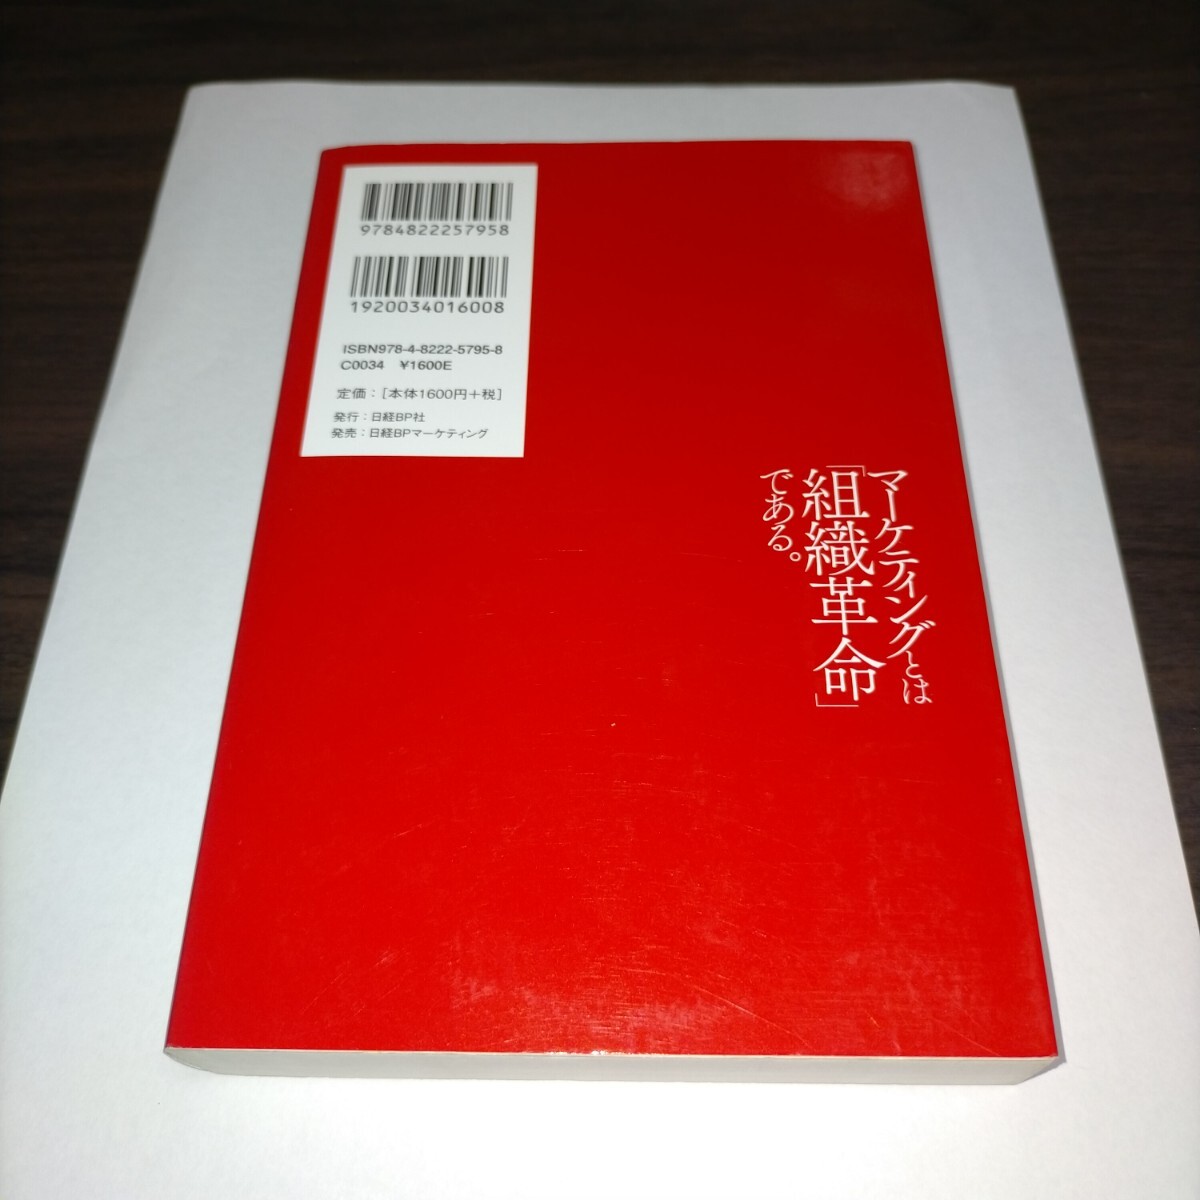 9784822257958
1920034016008
ISBN978-4-8222-5795-8
C0034 ¥1600E
定価：[本体1600円+税]
発行：日経BP社
発売：日経BPマーケティング
マーケティングとは
「組織革命」
である。